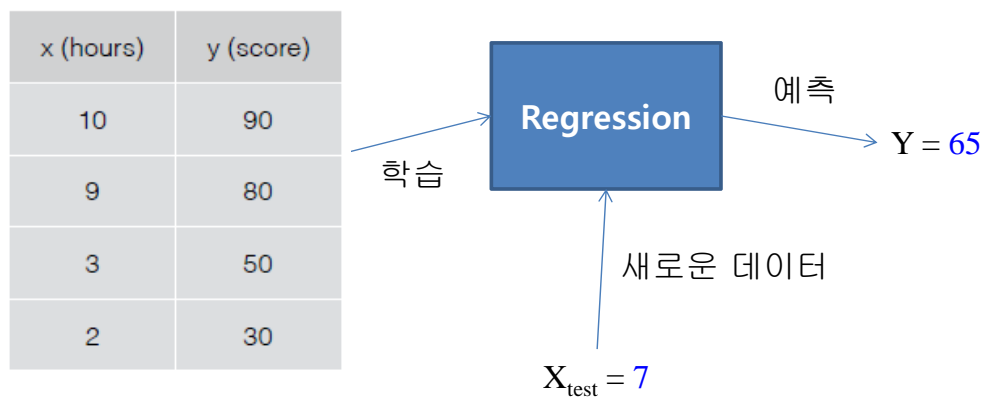 x (hours) y (score)
10 90
9 80
3 50
2 30
학습
Regression
예측
Y = 65
새로운 데이터
Xtest = 7